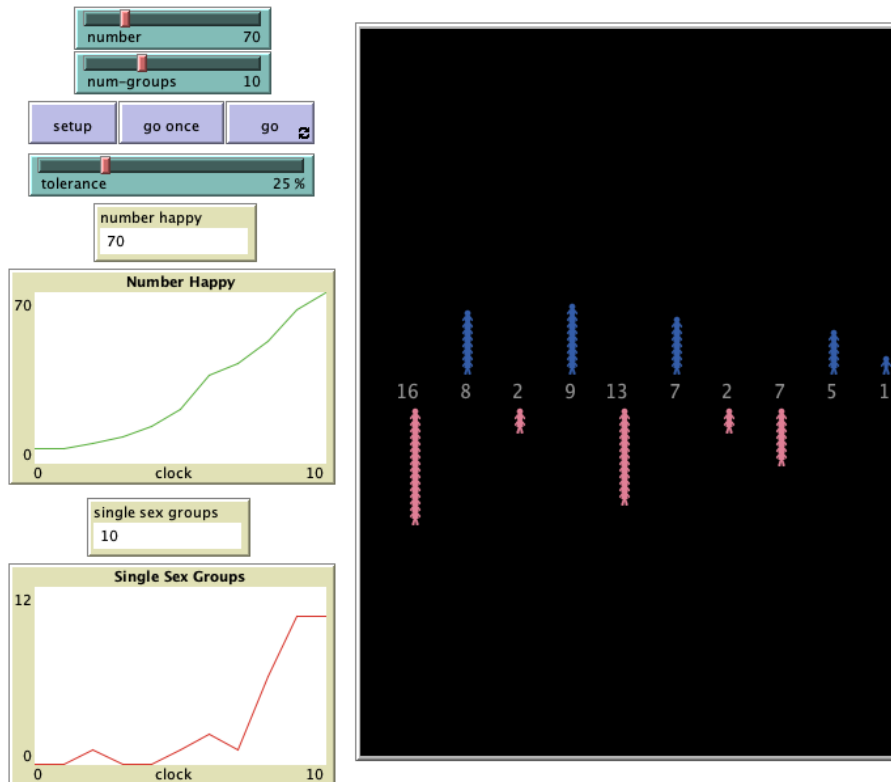 number 70
num-groups 10
setup go once go
tolerance 25 %
number happy
70
Number Happy
70
0
0 clock 10
single sex groups
10
Single Sex Groups
12
0
0 clock 10
16 8 2 9 13 7 2 7 5 1